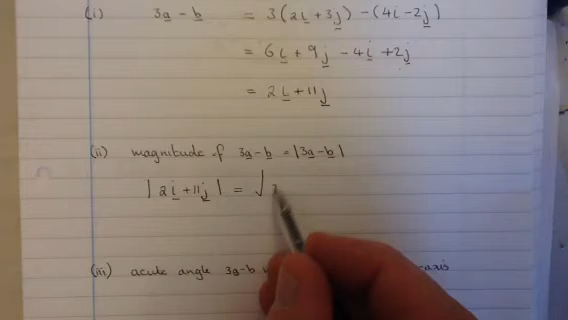 (i) 3a - b = 3(2i + 3j) - (4i - 2j)
= 6i + 9j - 4i + 2j
= 2i + 11j
(ii) magnitude of 3a-b = |3a-b|
|2i + 11j| = √
(iii) acute angle 3a-b axis